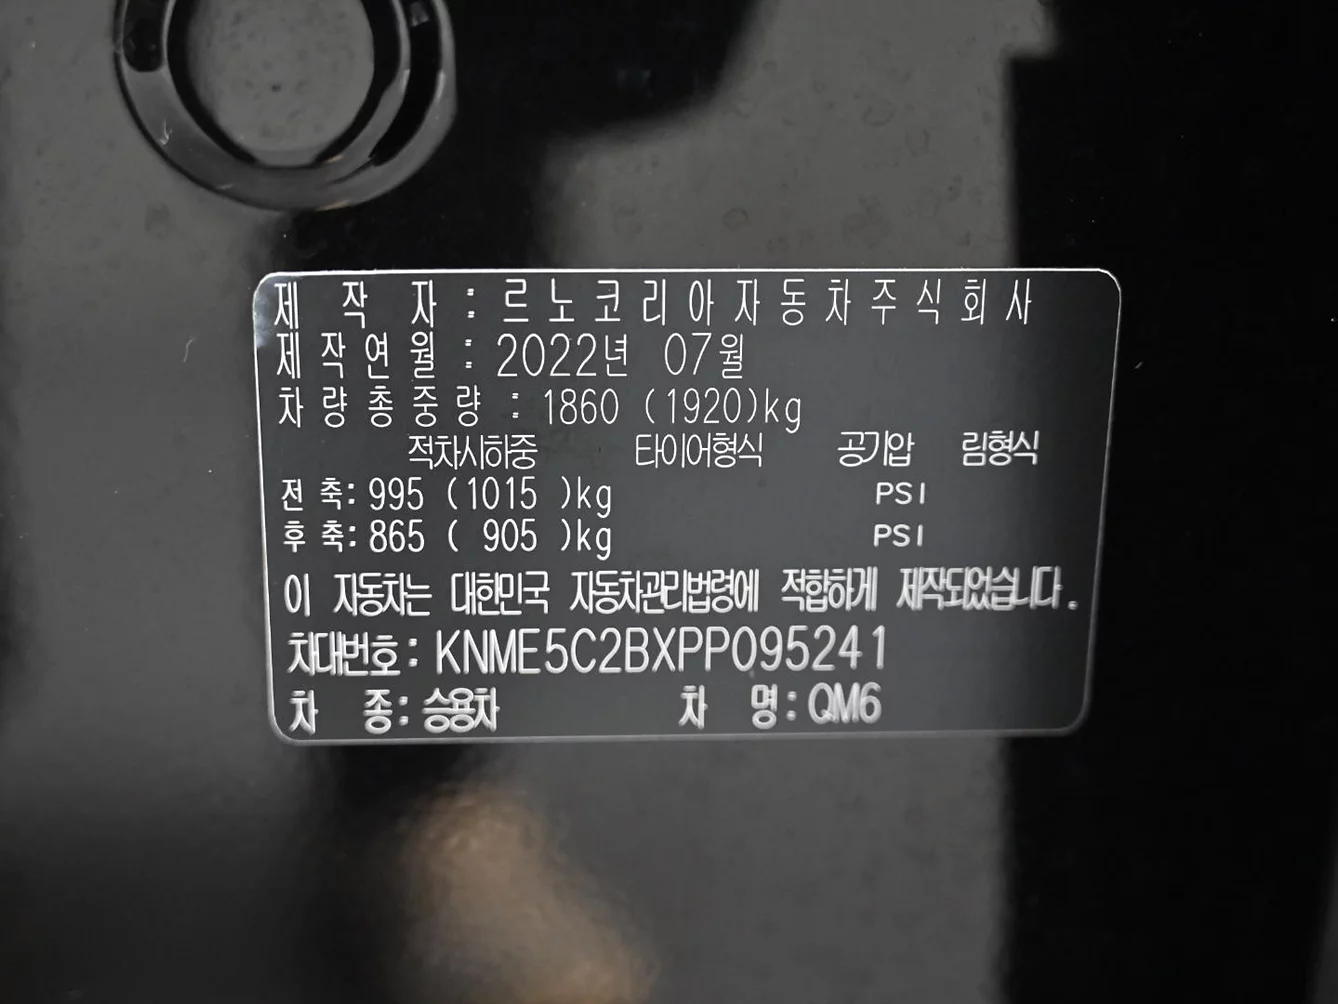 제 작 자 : 르노코리아자동차주식회사
제작연월 : 2022년 07월
차량총중량 : 1860 (1920)kg
적차시하중 타이어형식 공기압 림형식
전 축: 995 (1015 )kg PSI
후 축: 865 ( 905 )kg PSI
이 자동차는 대한민국 자동차관리법령에 적합하게 제작되었습니다.
차대번호: KNME5C2BXPP095241
차 종: 승용차 차 명: QM6